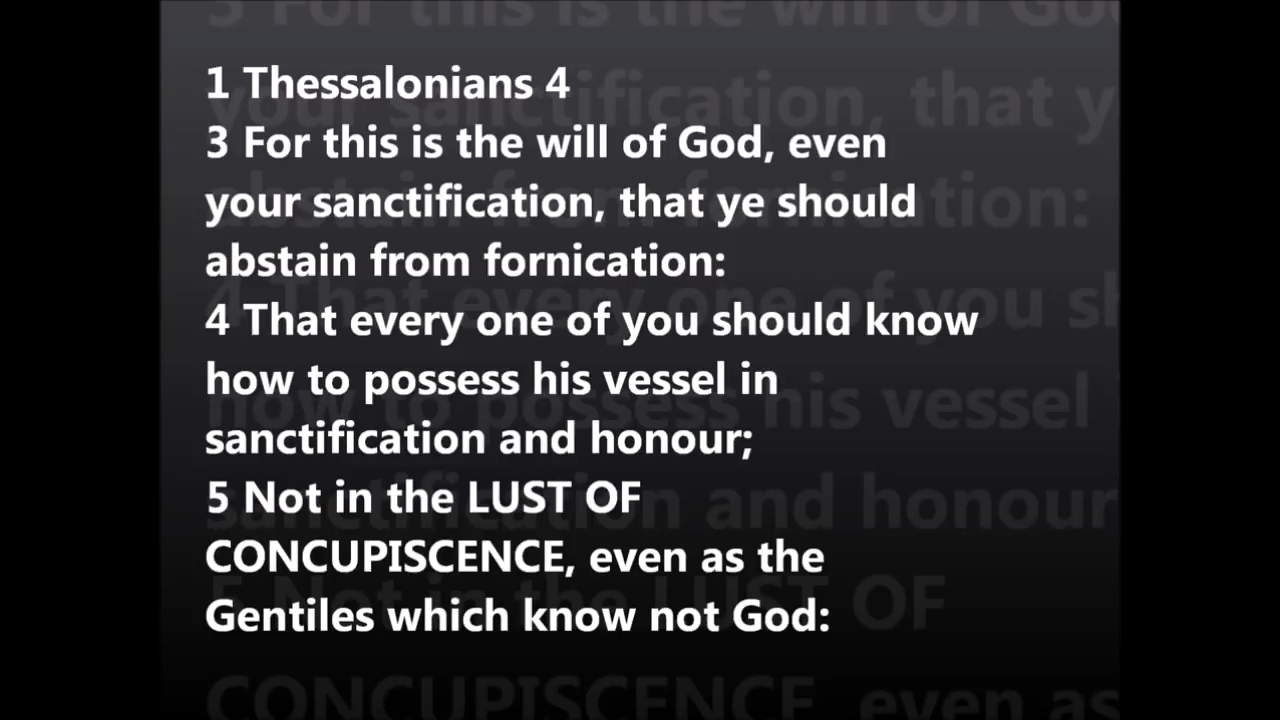 1 Thessalonians 4
3 For this is the will of God, even
your sanctification, that ye should
abstain from fornication:
4 That every one of you should know
how to possess his vessel in
sanctification and honour;
5 Not in the LUST OF
CONCUPISCENCE, even as the
Gentiles which know not God: